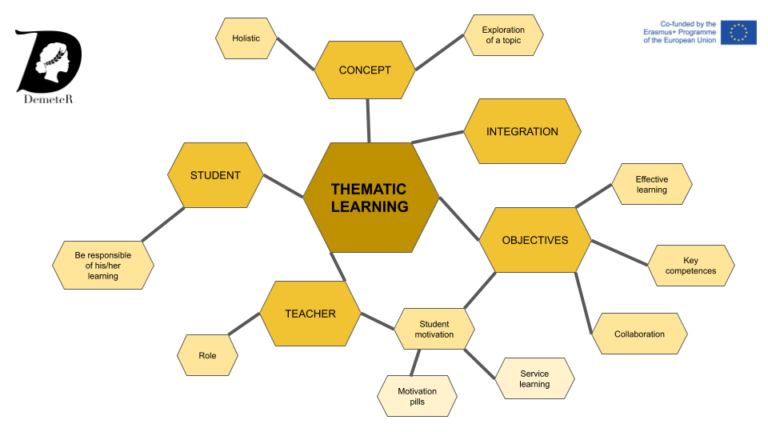 Co-funded by the
Erasmus+ Programme
of the European Union
DemeteR
Holistic
Exploration
of a topic
CONCEPT
INTEGRATION
STUDENT
THEMATIC
LEARNING
Effective
learning
OBJECTIVES
Be responsible
of his/her
learning
Key
competences
TEACHER
Student
motivation
Collaboration
Role
Service
learning
Motivation
pills